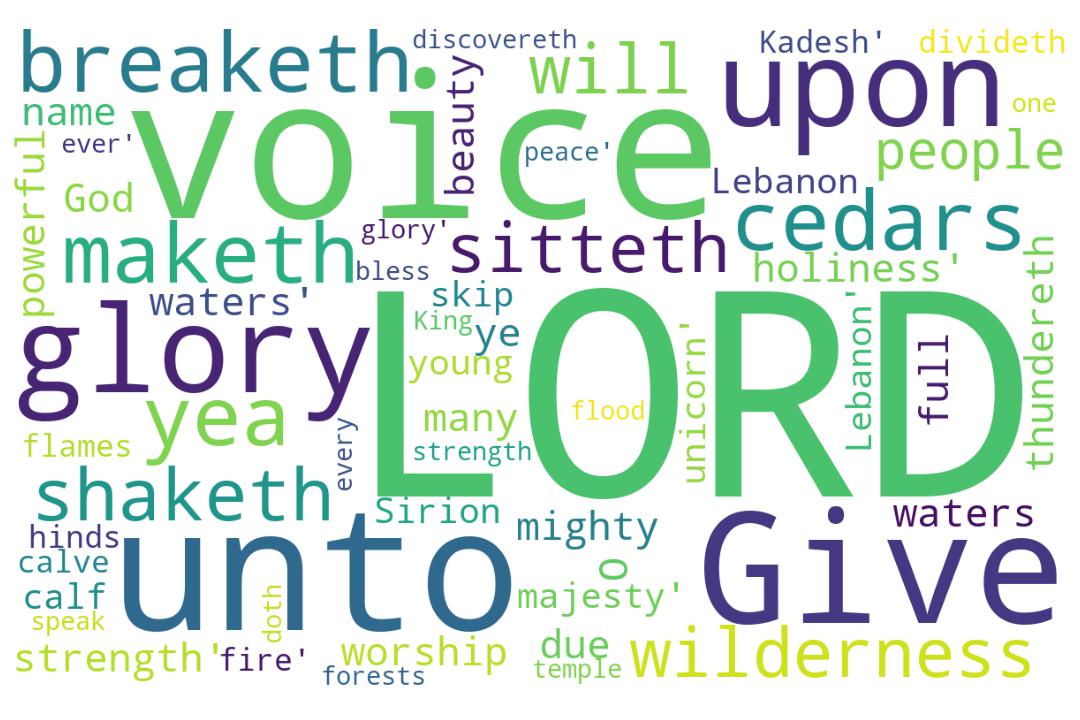 breaketh
discovereth
will
Kadesh'
divideth
upon
name
voice
beauty
one
ever'
peace'
people
powerful
God
Lebanon
cedars
maketh
glory'
sitteth
bless
holiness'
thundereth
waters'
skip
LORD
glory
King
ye
young
unicorn'
Lebanon'
full
yea
many
flood
flames
every
strength
shaketh
Sirion
mighty
waters
hinds
unto
Give
calve
o
calf
doth
majesty'
speak
strength'
fire'
worship
due
wilderness
forests
temple